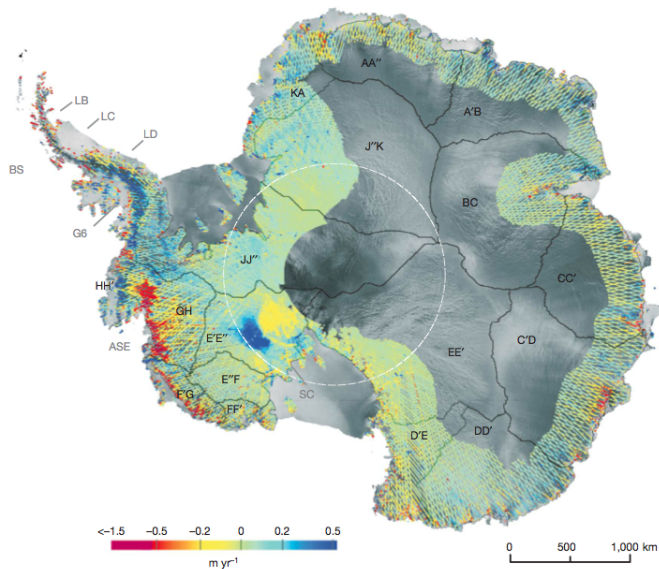 AA″
KA
A′B
LB
LC
LD
J″K
BS
BC
G6
JJ″
CC′
HH′
GH
E′E″
C′D
ASE
EE′
E″F
SC
F′G
FF′
DD′
D′E
<–1.5 –0.5 –0.2 0 0.2 0.5
m yr⁻¹
0 500 1,000 km